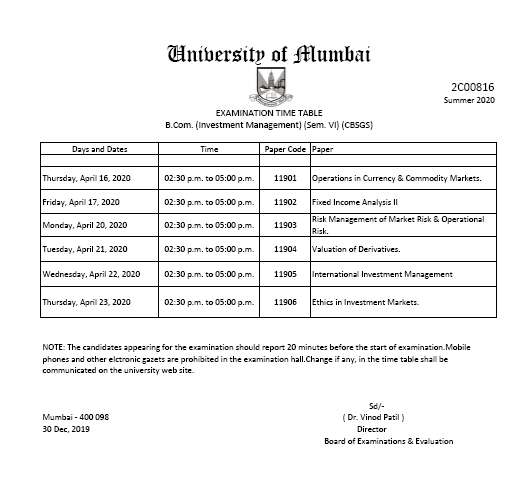 University of Mumbai
2C00816
Summer 2020
EXAMINATION TIME TABLE
B.Com. (Investment Management) (Sem. VI) (CBSGS)
Days and Dates Time Paper Code Paper
Thursday, April 16, 2020 02:30 p.m. to 05:00 p.m. 11901 Operations in Currency & Commodity Markets.
Friday, April 17, 2020 02:30 p.m. to 05:00 p.m. 11902 Fixed Income Analysis II
Monday, April 20, 2020 02:30 p.m. to 05:00 p.m. 11903 Risk Management of Market Risk & Operational
Risk.
Tuesday, April 21, 2020 02:30 p.m. to 05:00 p.m. 11904 Valuation of Derivatives.
Wednesday, April 22, 2020 02:30 p.m. to 05:00 p.m. 11905 International Investment Management
Thursday, April 23, 2020 02:30 p.m. to 05:00 p.m. 11906 Ethics in Investment Markets.
NOTE: The candidates appearing for the examination should report 20 minutes before the start of examination.Mobile
phones and other elctronic gazets are prohibited in the examination hall.Change if any, in the time table shall be
communicated on the university web site.
Sd/-
Mumbai - 400 098 ( Dr. Vinod Patil )
30 Dec, 2019 Director
Board of Examinations & Evaluation